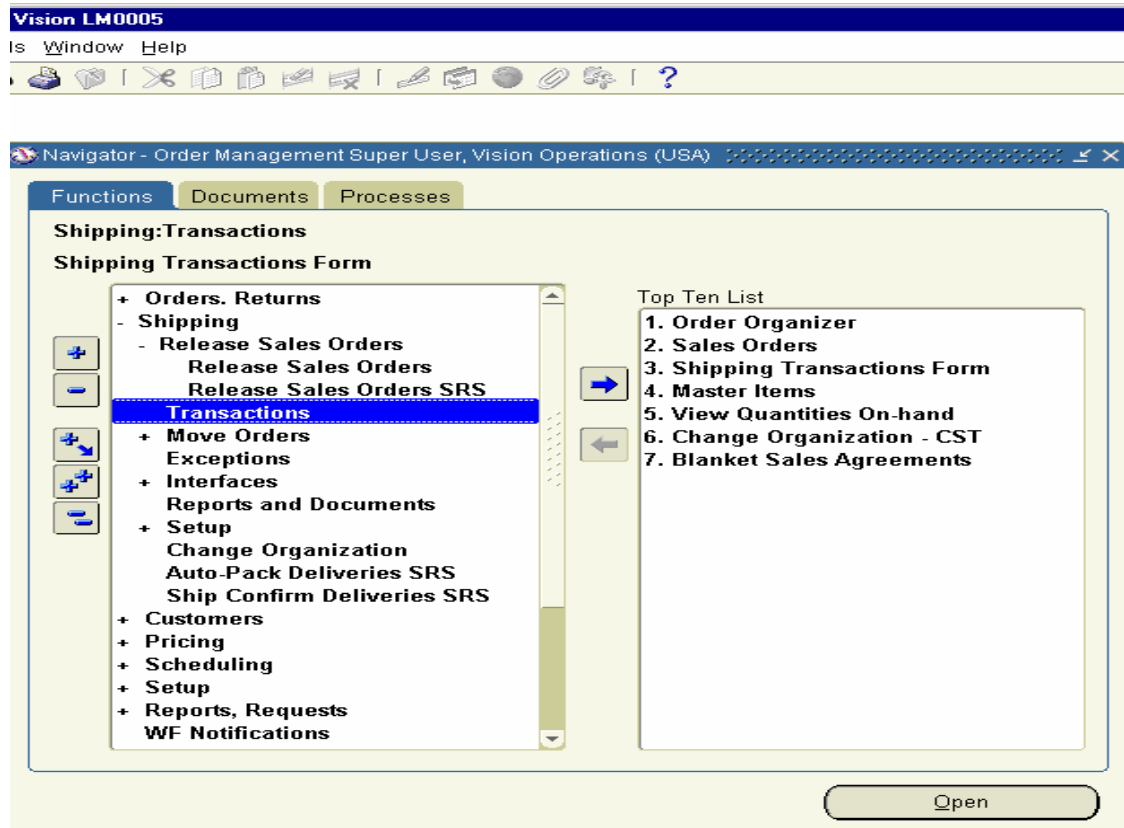 Vision LM0005
ls Window Help
Navigator - Order Management Super User, Vision Operations (USA)
Functions Documents Processes
Shipping:Transactions
Shipping Transactions Form
+ Orders. Returns
- Shipping
- Release Sales Orders
Release Sales Orders
Release Sales Orders SRS
Transactions
+ Move Orders
Exceptions
+ Interfaces
Reports and Documents
+ Setup
Change Organization
Auto-Pack Deliveries SRS
Ship Confirm Deliveries SRS
+ Customers
+ Pricing
+ Scheduling
+ Setup
+ Reports, Requests
WF Notifications
Top Ten List
1. Order Organizer
2. Sales Orders
3. Shipping Transactions Form
4. Master Items
5. View Quantities On-hand
6. Change Organization - CST
7. Blanket Sales Agreements
Open